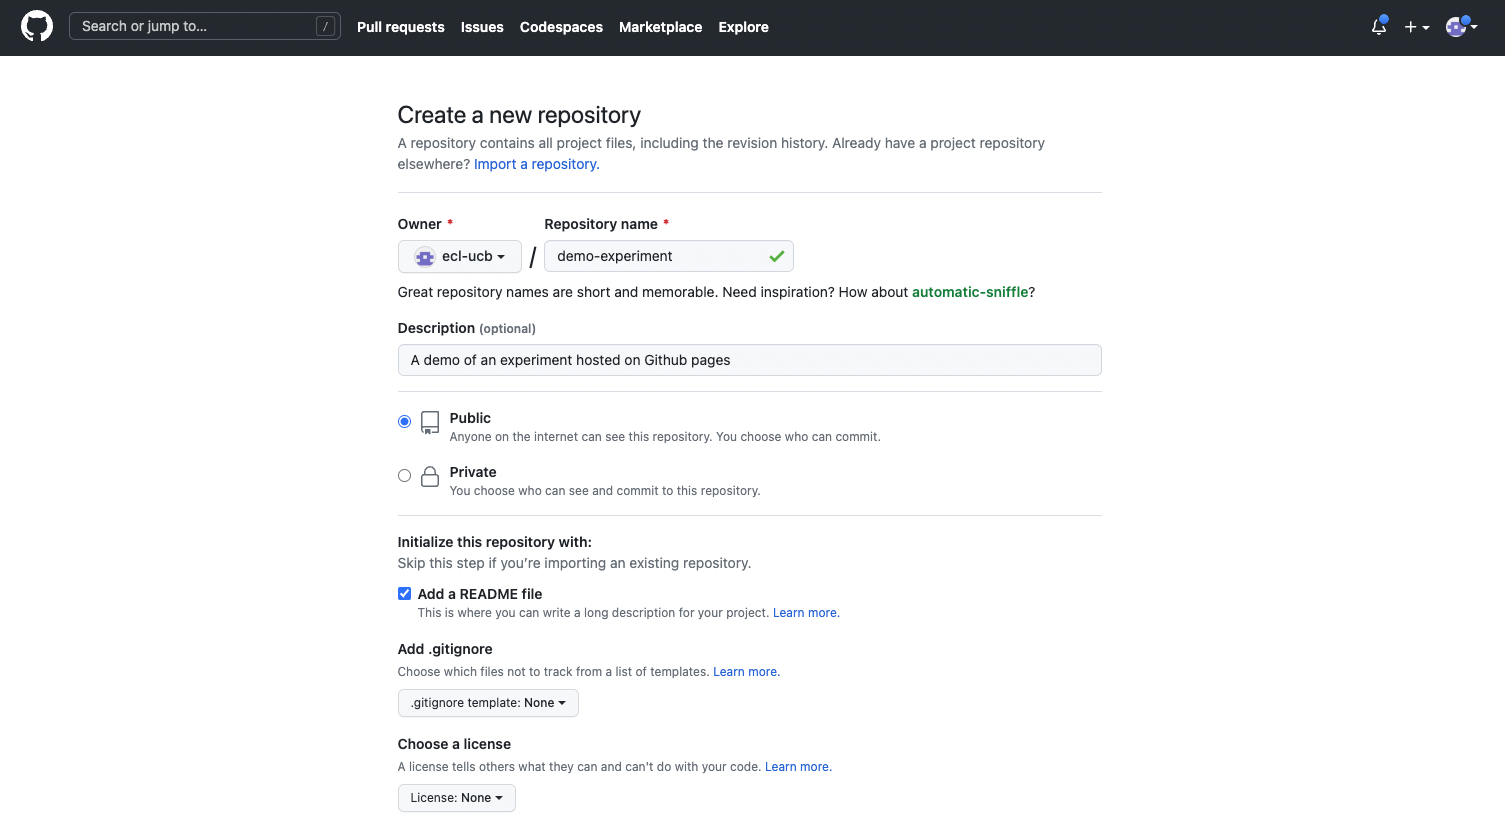 Search or jump to... / Pull requests Issues Codespaces Marketplace Explore
Create a new repository
A repository contains all project files, including the revision history. Already have a project repository
elsewhere? Import a repository.
Owner * Repository name *
ecl-ucb / demo-experiment
Great repository names are short and memorable. Need inspiration? How about automatic-sniffle?
Description (optional)
A demo of an experiment hosted on Github pages
Public
Anyone on the internet can see this repository. You choose who can commit.
Private
You choose who can see and commit to this repository.
Initialize this repository with:
Skip this step if you’re importing an existing repository.
Add a README file
This is where you can write a long description for your project. Learn more.
Add .gitignore
Choose which files not to track from a list of templates. Learn more.
.gitignore template: None
Choose a license
A license tells others what they can and can't do with your code. Learn more.
License: None